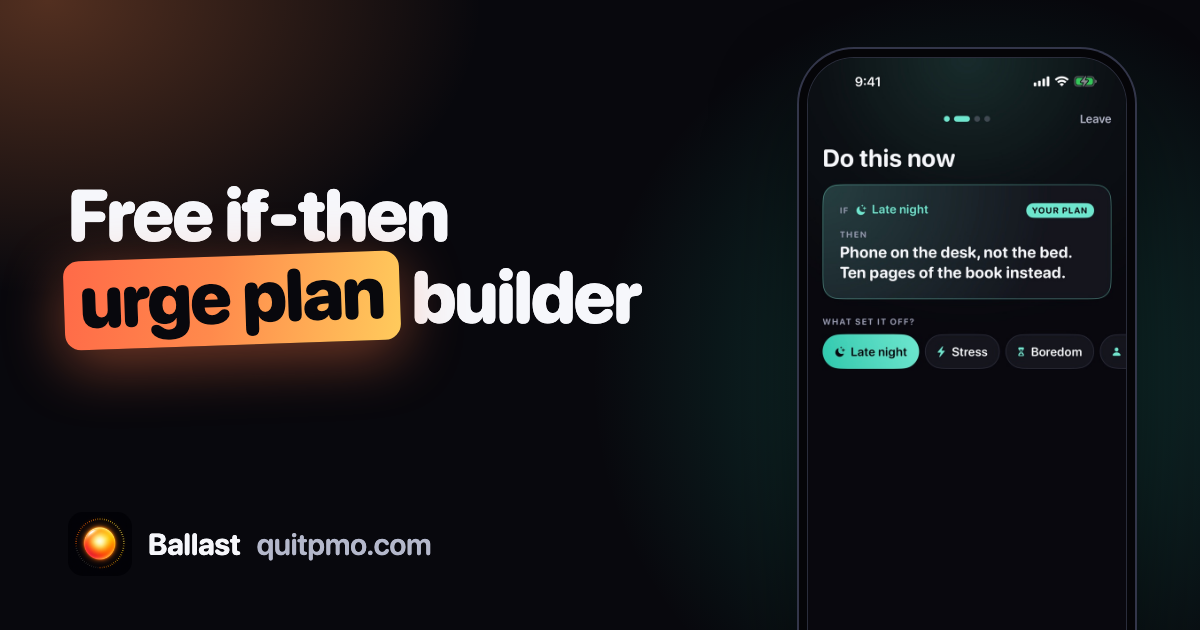 Free if-then
urge plan builder
Ballast quitpmo.com
9:41
Leave
Do this now
IF Late night YOUR PLAN
THEN
Phone on the desk, not the bed.
Ten pages of the book instead.
WHAT SET IT OFF?
Late night Stress Boredom